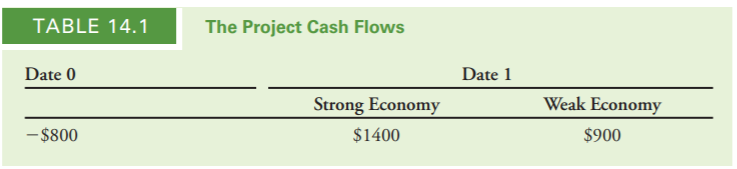 TABLE 14.1 The Project Cash Flows
Date 0 Date 1
Strong Economy Weak Economy
−$800 $1400 $900